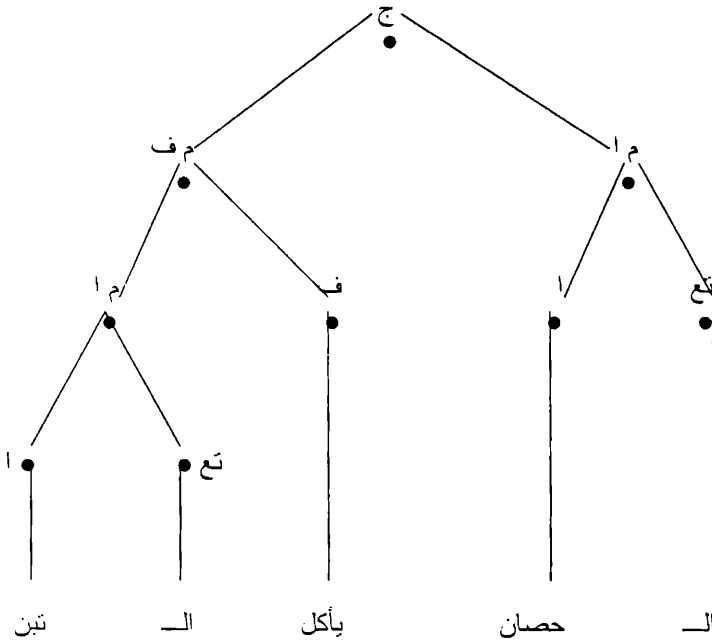 ج
م ا م ف
تع ا ف م ا
تع ا
الـ حصان يأكل الـ تبن